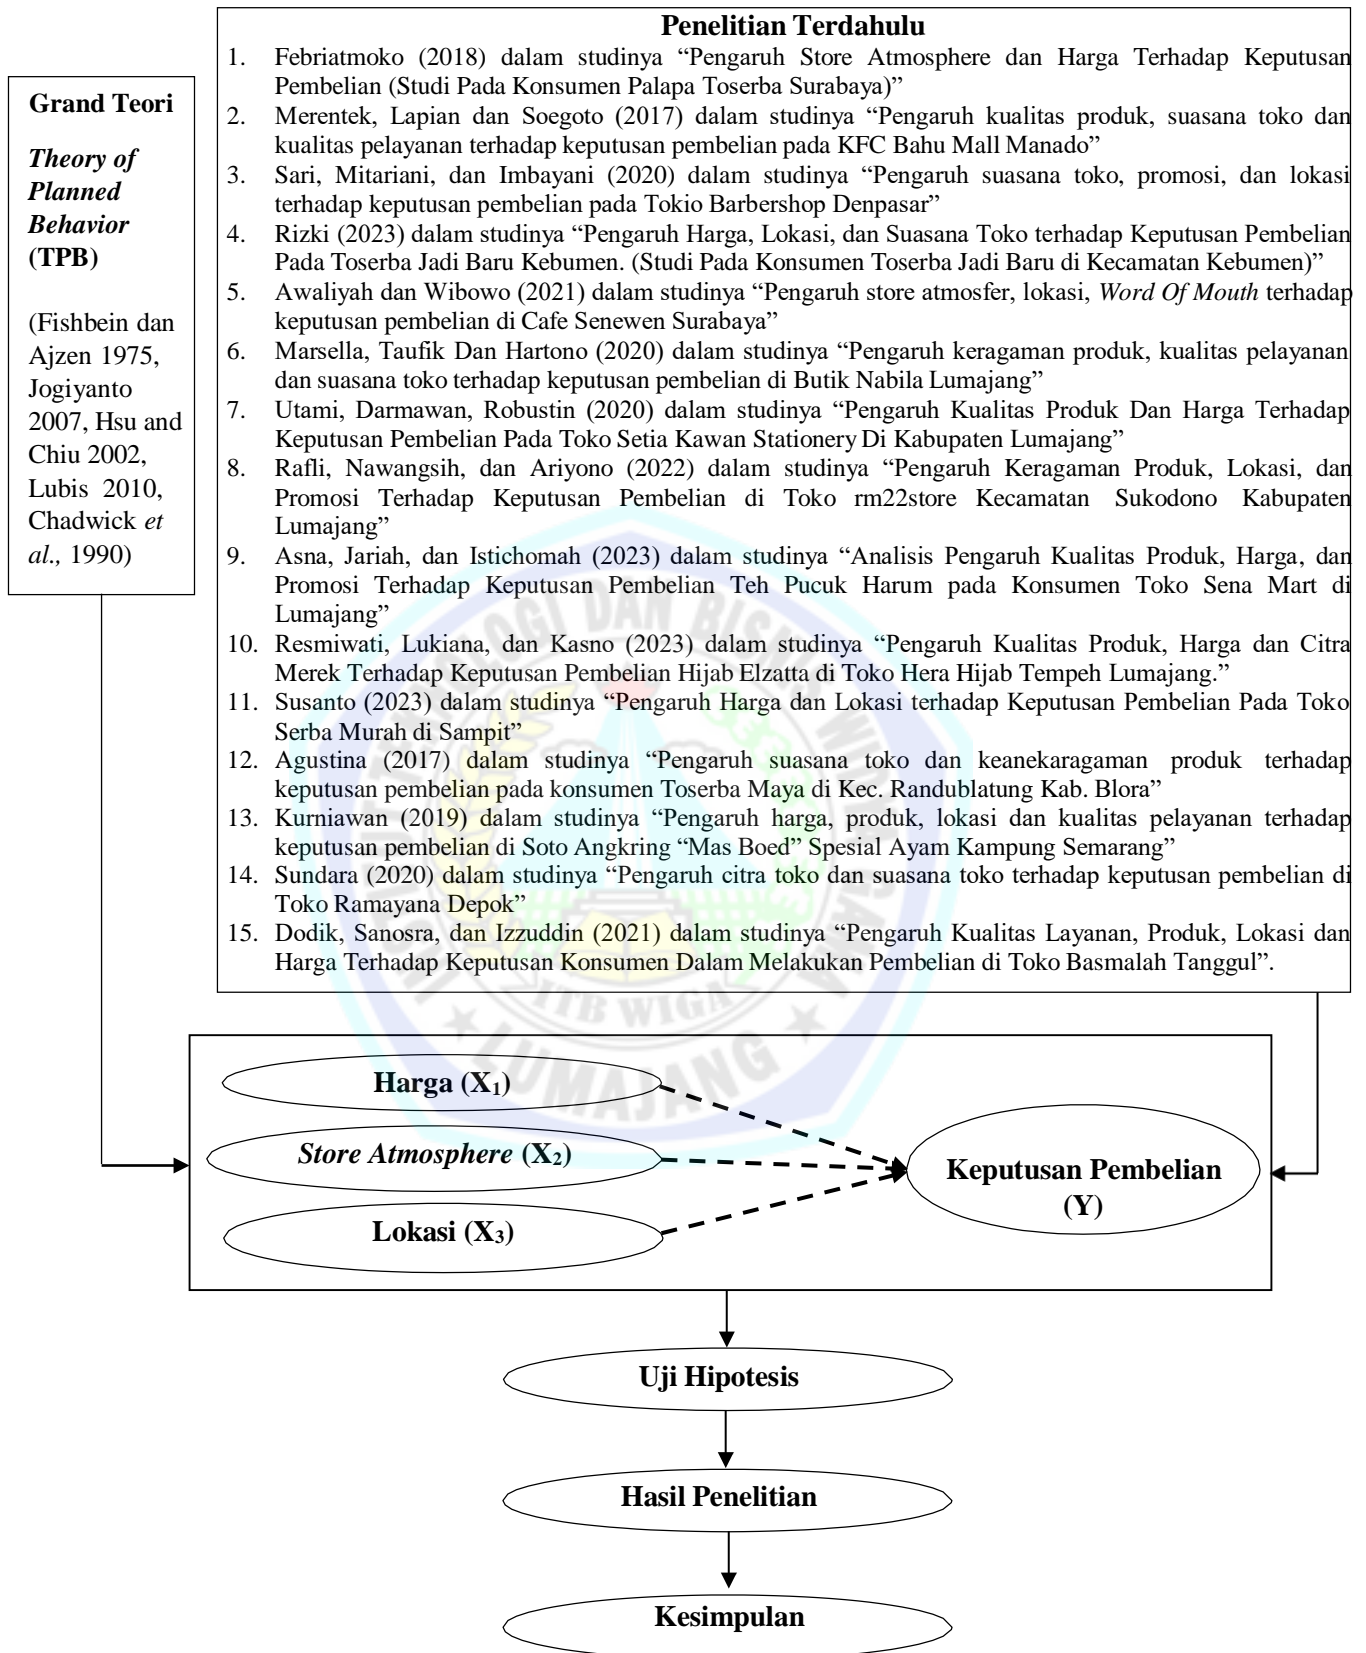 Grand Teori
Theory of
Planned
Behavior
(TPB)
(Fishbein dan
Ajzen 1975,
Jogiyanto
2007, Hsu and
Chiu 2002,
Lubis 2010,
Chadwick et
al., 1990)
Penelitian Terdahulu
1. Febriatmoko (2018) dalam studinya “Pengaruh Store Atmosphere dan Harga Terhadap Keputusan
Pembelian (Studi Pada Konsumen Palapa Toserba Surabaya)”
2. Merentek, Lapian dan Soegoto (2017) dalam studinya “Pengaruh kualitas produk, suasana toko dan
kualitas pelayanan terhadap keputusan pembelian pada KFC Bahu Mall Manado”
3. Sari, Mitariani, dan Imbayani (2020) dalam studinya “Pengaruh suasana toko, promosi, dan lokasi
terhadap keputusan pembelian pada Tokio Barbershop Denpasar”
4. Rizki (2023) dalam studinya “Pengaruh Harga, Lokasi, dan Suasana Toko terhadap Keputusan Pembelian
Pada Toserba Jadi Baru Kebumen. (Studi Pada Konsumen Toserba Jadi Baru di Kecamatan Kebumen)”
5. Awaliyah dan Wibowo (2021) dalam studinya “Pengaruh store atmosfer, lokasi, Word Of Mouth terhadap
keputusan pembelian di Cafe Senewen Surabaya”
6. Marsella, Taufik Dan Hartono (2020) dalam studinya “Pengaruh keragaman produk, kualitas pelayanan
dan suasana toko terhadap keputusan pembelian di Butik Nabila Lumajang”
7. Utami, Darmawan, Robustin (2020) dalam studinya “Pengaruh Kualitas Produk Dan Harga Terhadap
Keputusan Pembelian Pada Toko Setia Kawan Stationery Di Kabupaten Lumajang”
8. Rafli, Nawangsih, dan Ariyono (2022) dalam studinya “Pengaruh Keragaman Produk, Lokasi, dan
Promosi Terhadap Keputusan Pembelian di Toko rm22store Kecamatan Sukodono Kabupaten
Lumajang”
9. Asna, Jariah, dan Istichomah (2023) dalam studinya “Analisis Pengaruh Kualitas Produk, Harga, dan
Promosi Terhadap Keputusan Pembelian Teh Pucuk Harum pada Konsumen Toko Sena Mart di
Lumajang”
10. Resmiwati, Lukiana, dan Kasno (2023) dalam studinya “Pengaruh Kualitas Produk, Harga dan Citra
Merek Terhadap Keputusan Pembelian Hijab Elzatta di Toko Hera Hijab Tempeh Lumajang.”
11. Susanto (2023) dalam studinya “Pengaruh Harga dan Lokasi terhadap Keputusan Pembelian Pada Toko
Serba Murah di Sampit”
12. Agustina (2017) dalam studinya “Pengaruh suasana toko dan keanekaragaman produk terhadap
keputusan pembelian pada konsumen Toserba Maya di Kec. Randublatung Kab. Blora”
13. Kurniawan (2019) dalam studinya “Pengaruh harga, produk, lokasi dan kualitas pelayanan terhadap
keputusan pembelian di Soto Angkring “Mas Boed” Spesial Ayam Kampung Semarang”
14. Sundara (2020) dalam studinya “Pengaruh citra toko dan suasana toko terhadap keputusan pembelian di
Toko Ramayana Depok”
15. Dodik, Sanosra, dan Izzuddin (2021) dalam studinya “Pengaruh Kualitas Layanan, Produk, Lokasi dan
Harga Terhadap Keputusan Konsumen Dalam Melakukan Pembelian di Toko Basmalah Tanggul”.
INSTITUT TEKNOLOGI DAN BISNIS WIDYA GAMA
ITB WIGA
LUMAJANG
Harga (X₁)
Store Atmosphere (X₂)
Lokasi (X₃)
Keputusan Pembelian
(Y)
Uji Hipotesis
Hasil Penelitian
Kesimpulan